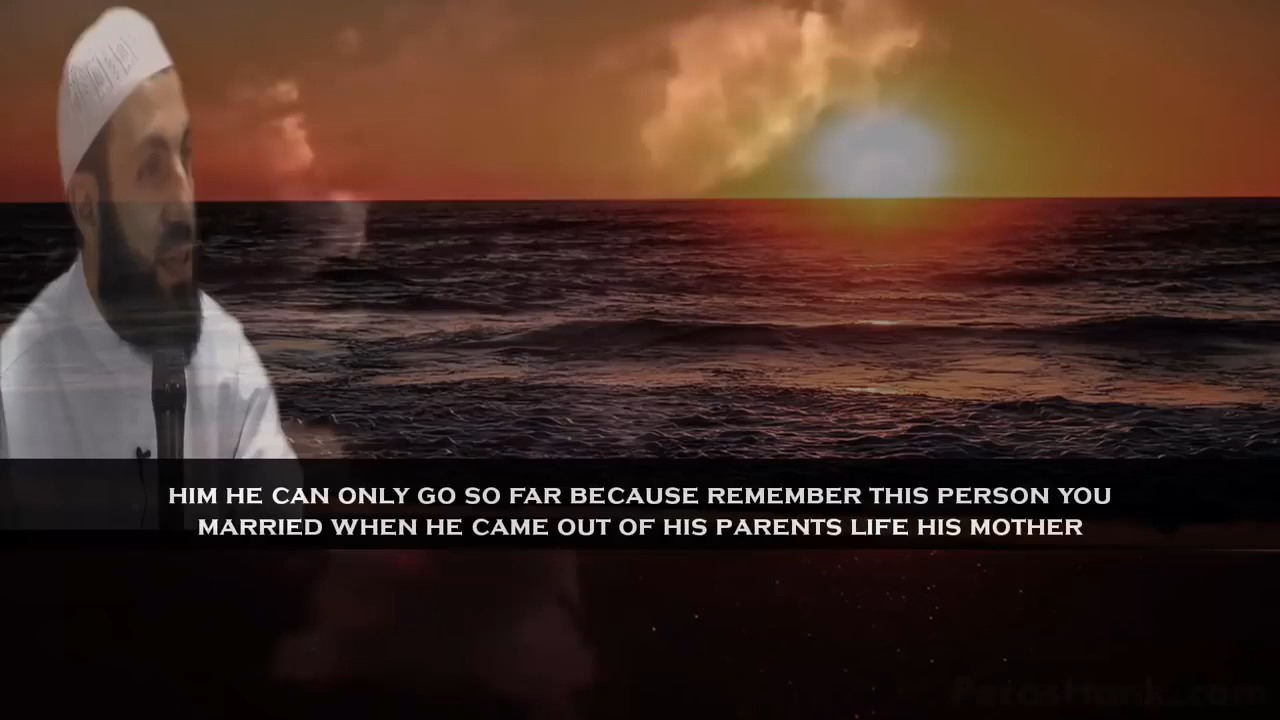 HIM HE CAN ONLY GO SO FAR BECAUSE REMEMBER THIS PERSON YOU
MARRIED WHEN HE CAME OUT OF HIS PARENTS LIFE HIS MOTHER